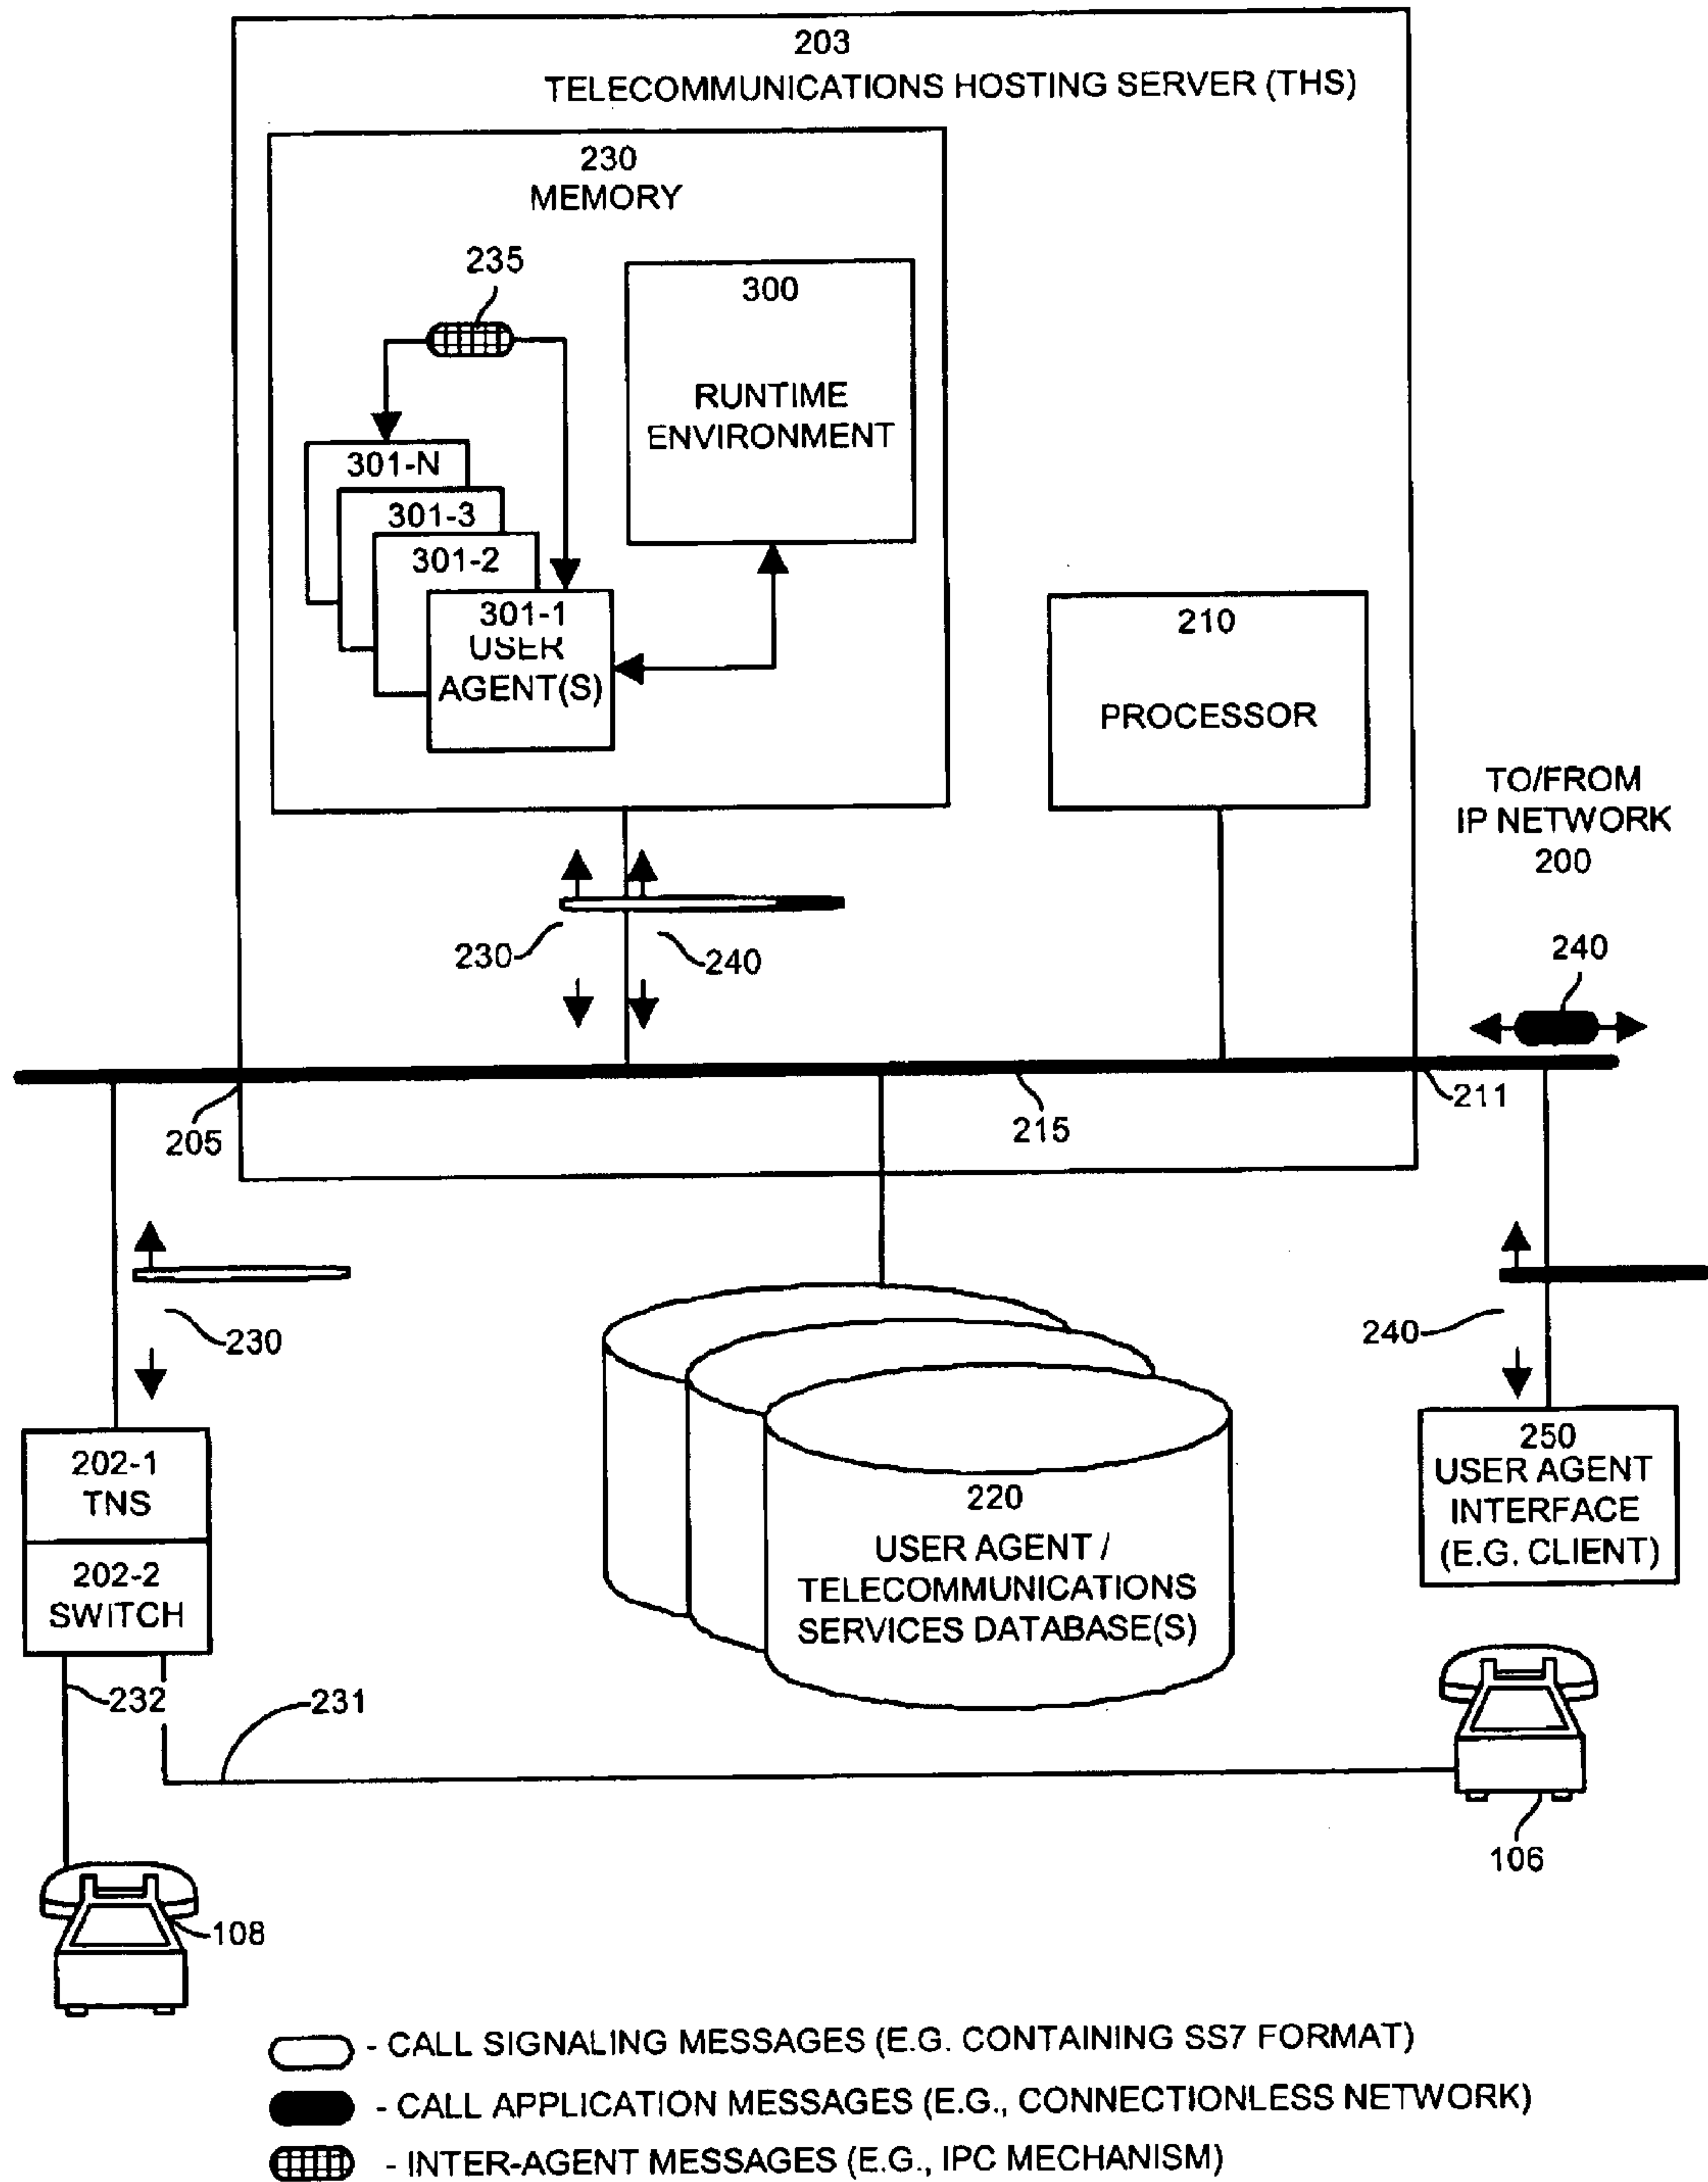 203
TELECOMMUNICATIONS HOSTING SERVER (THS)
230
MEMORY
235
300
RUNTIME
ENVIRONMENT
301-N
301-3
301-2
301-1
USER
AGENT(S)
210
PROCESSOR
TO/FROM
IP NETWORK
200
230
240
240
205
215
211
230
240
202-1
TNS
202-2
SWITCH
220
USER AGENT /
TELECOMMUNICATIONS
SERVICES DATABASE(S)
250
USER AGENT
INTERFACE
(E.G. CLIENT)
232
231
106
108
- CALL SIGNALING MESSAGES (E.G. CONTAINING SS7 FORMAT)
- CALL APPLICATION MESSAGES (E.G., CONNECTIONLESS NETWORK)
- INTER-AGENT MESSAGES (E.G., IPC MECHANISM)